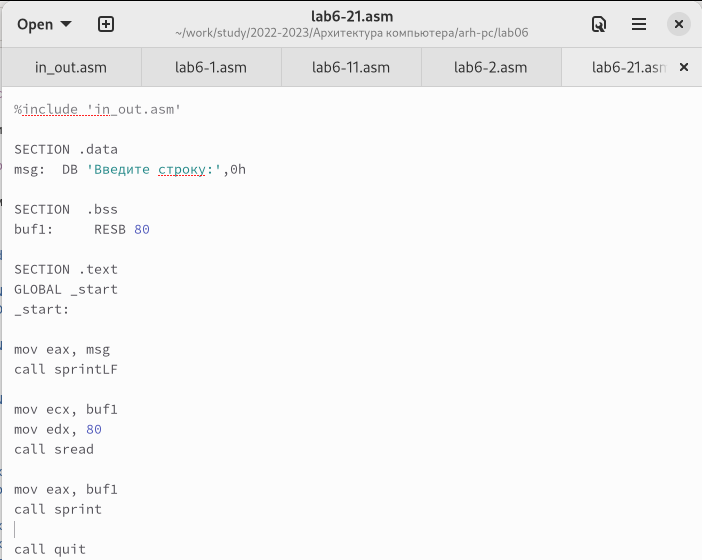 Open
lab6-21.asm
~/work/study/2022-2023/Архитектура компьютера/arh-pc/lab06
in_out.asm
lab6-1.asm
lab6-11.asm
lab6-2.asm
lab6-21.asm
%include 'in_out.asm'
SECTION .data
msg:  DB 'Введите строку:',0h
SECTION  .bss
buf1:     RESB 80
SECTION .text
GLOBAL _start
_start:
mov eax, msg
call sprintLF
mov ecx, buf1
mov edx, 80
call sread
mov eax, buf1
call sprint
call quit